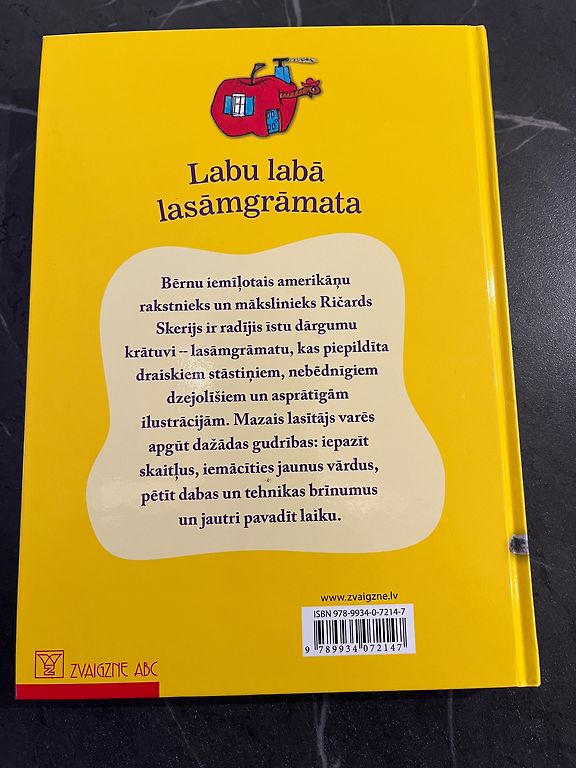 Labu labā
lasāmgrāmata
Bērnu iemīļotais amerikāņu
rakstnieks un mākslinieks Ričards
Skerijs ir radījis īstu dārgumu
krātuvi – lasāmgrāmatu, kas piepildīta
draiskiem stāstiņiem, nebēdnīgiem
dzejolīšiem un asprātīgām
ilustrācijām. Mazais lasītājs varēs
apgūt dažādas gudrības: iepazīt
skaitļus, iemācīties jaunus vārdus,
pētīt dabas un tehnikas brīnumus
un jautri pavadīt laiku.
www.zvaigzne.lv
ISBN 978-9934-0-7214-7
9 789934 072147
ZVAIGZNE ABC